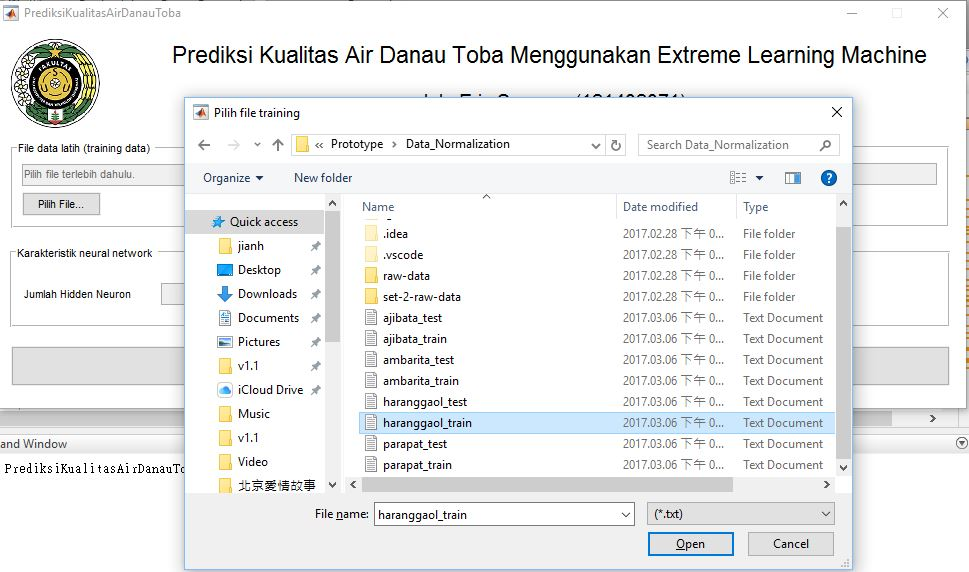 PrediksiKualitasAirDanauToba
Prediksi Kualitas Air Danau Toba Menggunakan Extreme Learning Machine
File data latih (training data)
Pilih file terlebih dahulu.
Pilih File...
Karakteristik neural network
Jumlah Hidden Neuron
and Window
PrediksiKualitasAirDanauTo
Pilih file training
« Prototype > Data_Normalization
Search Data_Normalization
Organize
New folder
Name Date modified Type
Quick access
jianh
Desktop
Downloads
Documents
Pictures
v1.1
iCloud Drive
Music
v1.1
Video
北京愛情故事
.idea 2017.02.28 下午 0... File folder
.vscode 2017.02.28 下午 0... File folder
raw-data 2017.02.28 下午 0... File folder
set-2-raw-data 2017.02.28 下午 0... File folder
ajibata_test 2017.03.06 下午 0... Text Document
ajibata_train 2017.03.06 下午 0... Text Document
ambarita_test 2017.03.06 下午 0... Text Document
ambarita_train 2017.03.06 下午 0... Text Document
haranggaol_test 2017.03.06 下午 0... Text Document
haranggaol_train 2017.03.06 下午 0... Text Document
parapat_test 2017.03.06 下午 0... Text Document
parapat_train 2017.03.06 下午 0... Text Document
File name: haranggaol_train (*.txt)
Open Cancel